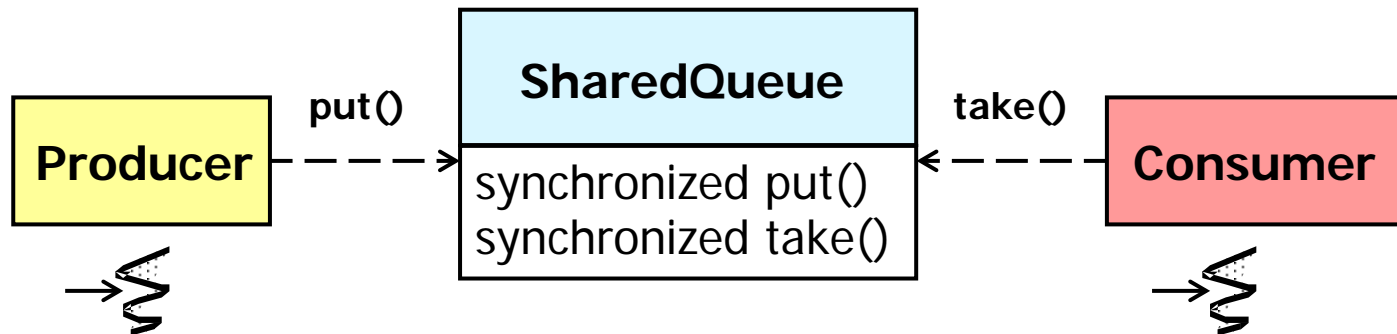 SharedQueue
put()
take()
Producer
Consumer
synchronized put()
synchronized take()